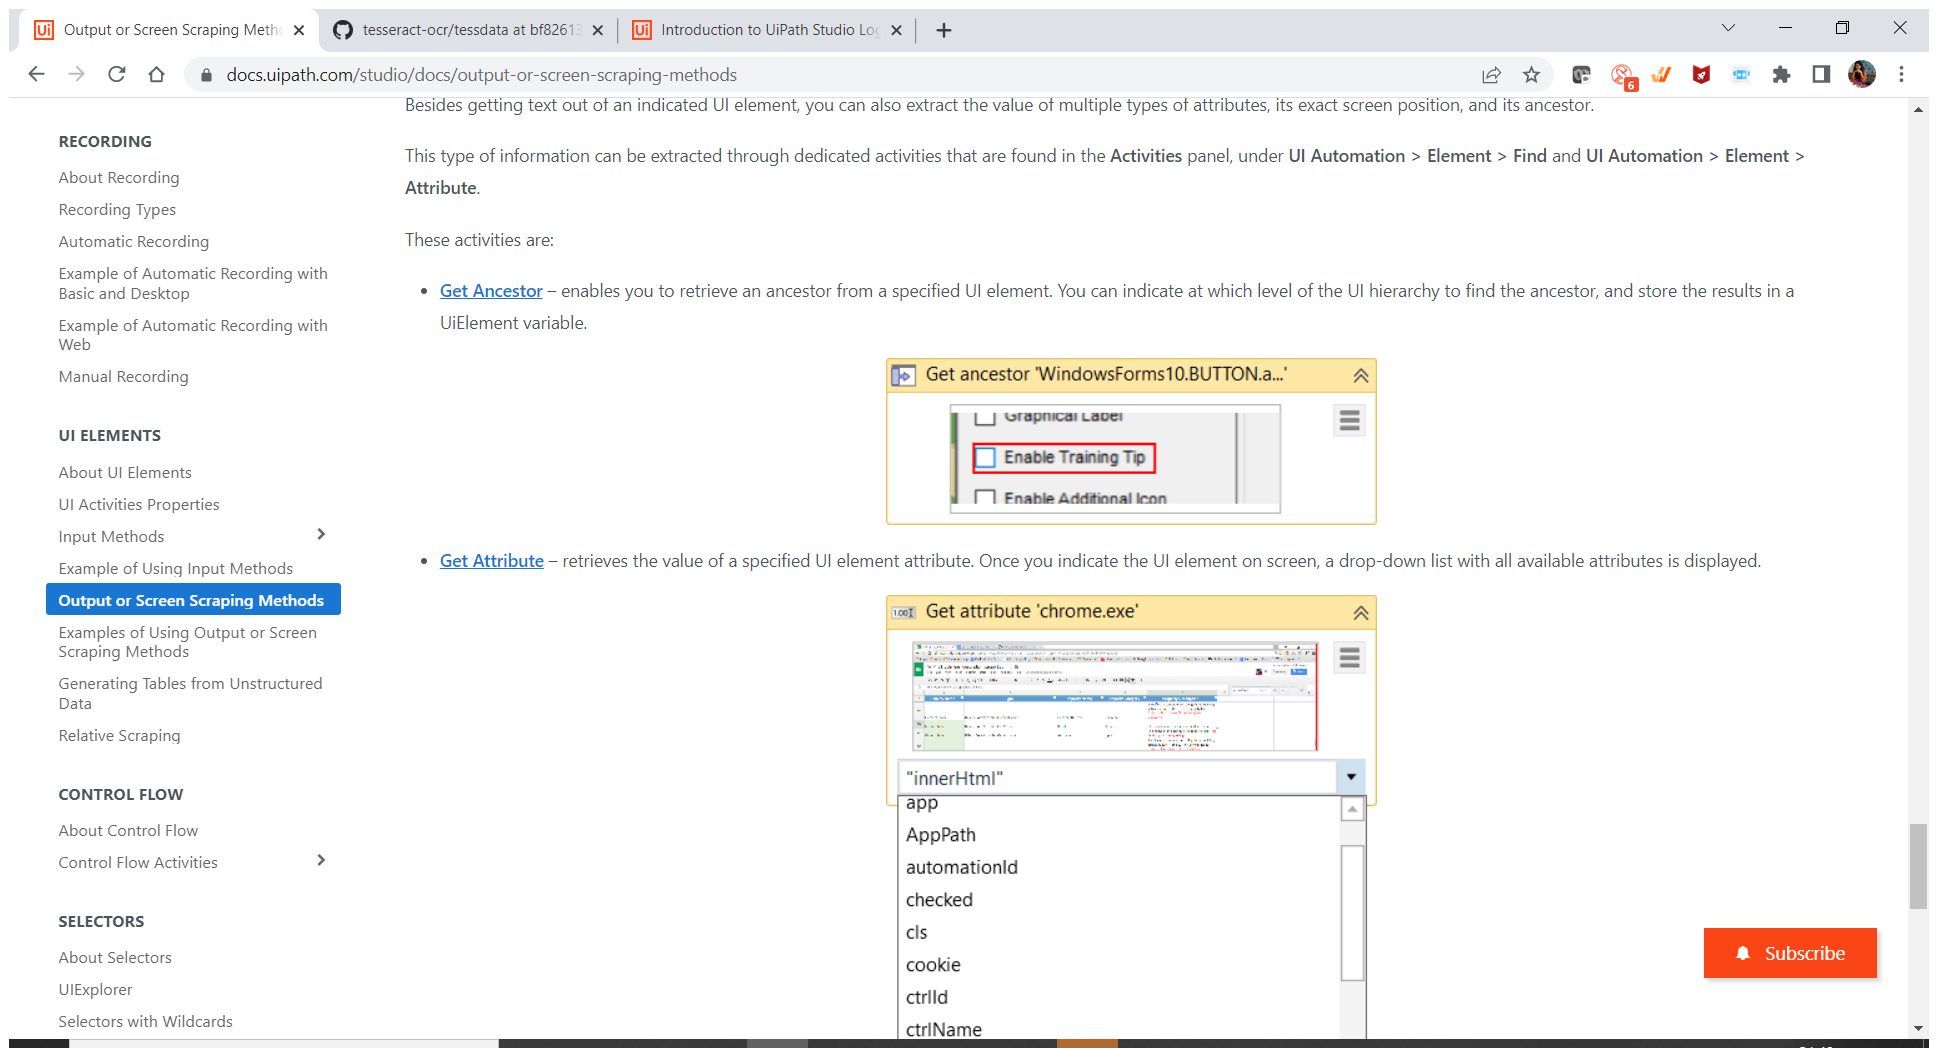 Output or Screen Scraping Meth
tesseract-ocr/tessdata at bf82613
Introduction to UiPath Studio Lo
docs.uipath.com/studio/docs/output-or-screen-scraping-methods
6
Besides getting text out of an indicated UI element, you can also extract the value of multiple types of attributes, its exact screen position, and its ancestor.
This type of information can be extracted through dedicated activities that are found in the Activities panel, under UI Automation > Element > Find and UI Automation > Element >
Attribute.
These activities are:
• Get Ancestor – enables you to retrieve an ancestor from a specified UI element. You can indicate at which level of the UI hierarchy to find the ancestor, and store the results in a
UiElement variable.
Get ancestor 'WindowsForms10.BUTTON.a...'
Graphical Label
Enable Training Tip
Enable Additional Icon
• Get Attribute – retrieves the value of a specified UI element attribute. Once you indicate the UI element on screen, a drop-down list with all available attributes is displayed.
Get attribute 'chrome.exe'
"innerHtml"
app
AppPath
automationId
checked
cls
cookie
ctrlId
ctrlName
RECORDING
About Recording
Recording Types
Automatic Recording
Example of Automatic Recording with
Basic and Desktop
Example of Automatic Recording with
Web
Manual Recording
UI ELEMENTS
About UI Elements
UI Activities Properties
Input Methods
Example of Using Input Methods
Output or Screen Scraping Methods
Examples of Using Output or Screen
Scraping Methods
Generating Tables from Unstructured
Data
Relative Scraping
CONTROL FLOW
About Control Flow
Control Flow Activities
SELECTORS
About Selectors
UIExplorer
Selectors with Wildcards
Subscribe